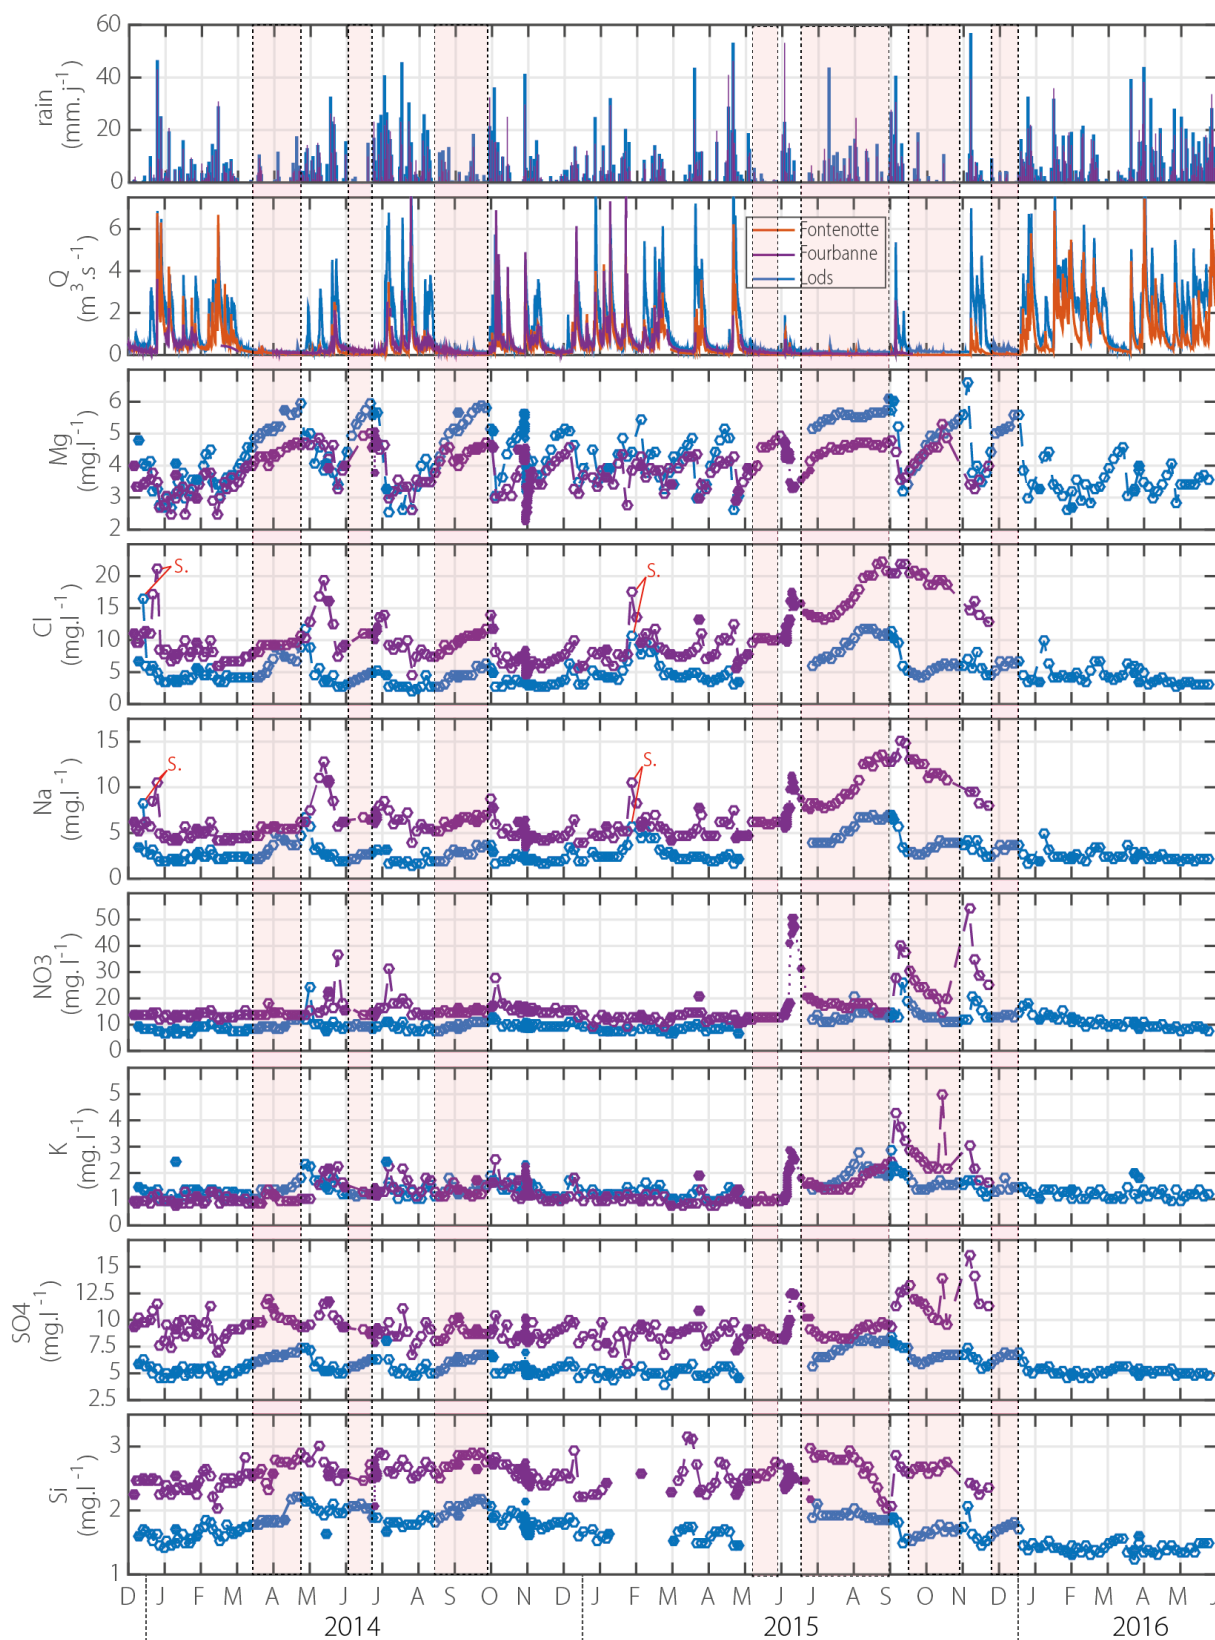 60
40
20
0
rain
(mm. j⁻¹)
6
4
2
0
Q
(m³.s⁻¹)
Fontenotte
Fourbanne
Lods
6
5
4
3
2
Mg
(mg.l⁻¹)
20
15
10
5
0
Cl
(mg.l⁻¹)
S.
S.
15
10
5
0
Na
(mg.l⁻¹)
S.
S.
50
40
30
20
10
0
NO3
(mg.l⁻¹)
5
4
3
2
1
0
K
(mg.l⁻¹)
15
12.5
10
7.5
5
2.5
SO4
(mg.l⁻¹)
3
2
1
Si
(mg.l⁻¹)
D J F M A M J J A S O N D J F M A M J J A S O N D J F M A M J
2014 2015 2016